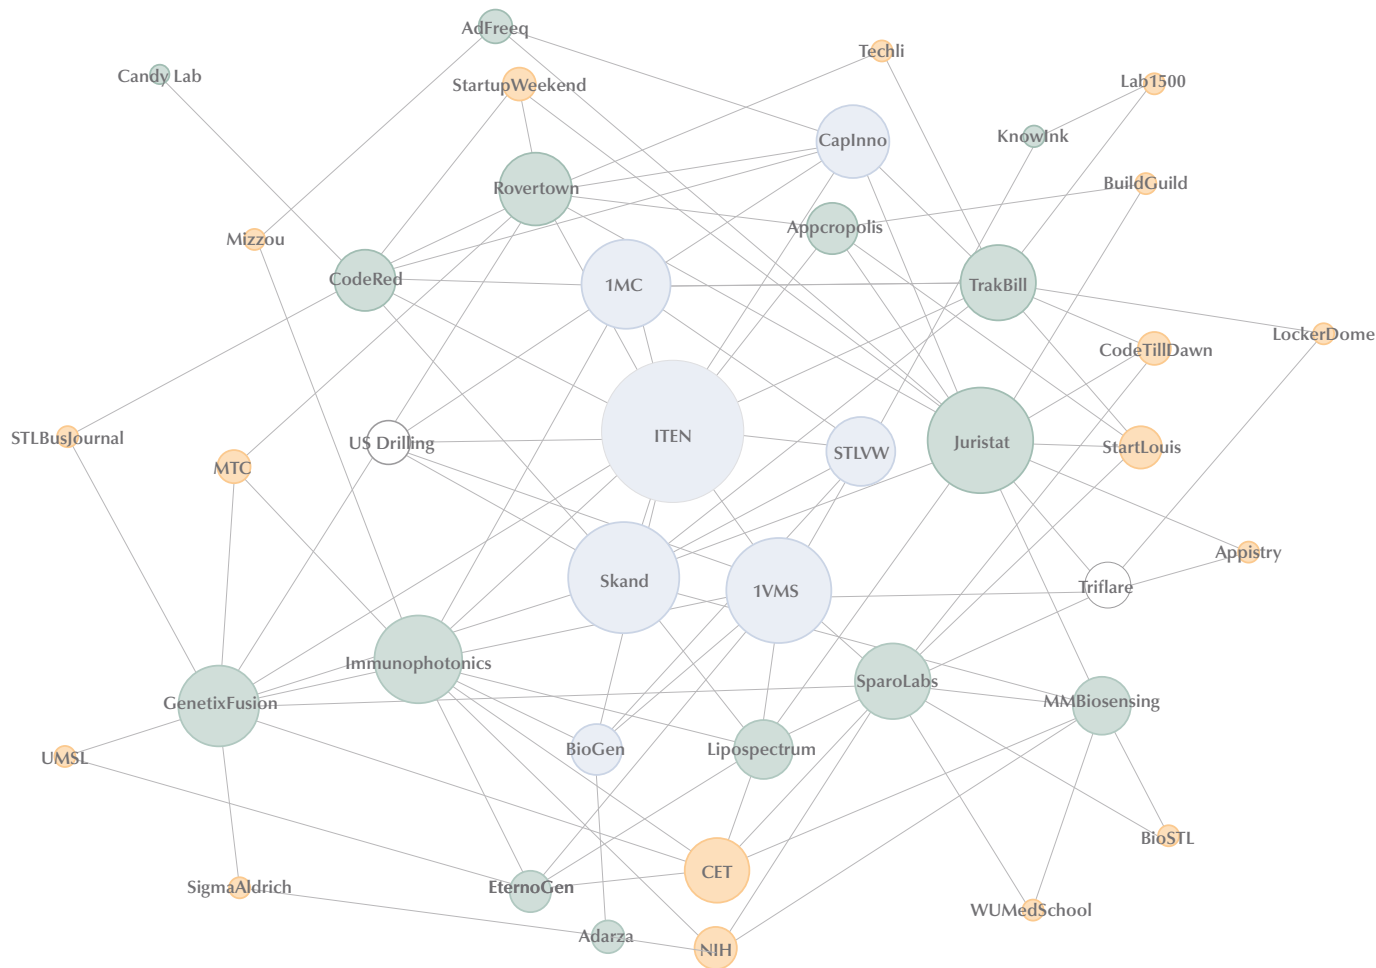 AdFreeq
Techli
Candy Lab
StartupWeekend
Lab1500
KnowInk
CapInno
BuildGuild
Rovertown
Appcropolis
Mizzou
CodeRed
1MC
TrakBill
LockerDome
CodeTillDawn
STLBusJournal
US Drilling
ITEN
Juristat
StartLouis
STLVW
MTC
Appistry
Skand
1VMS
Triflare
Immunophotonics
SparoLabs
GenetixFusion
MMBiosensing
UMSL
BioGen
Lipospectrum
BioSTL
CET
SigmaAldrich
EternoGen
WUMedSchool
Adarza
NIH